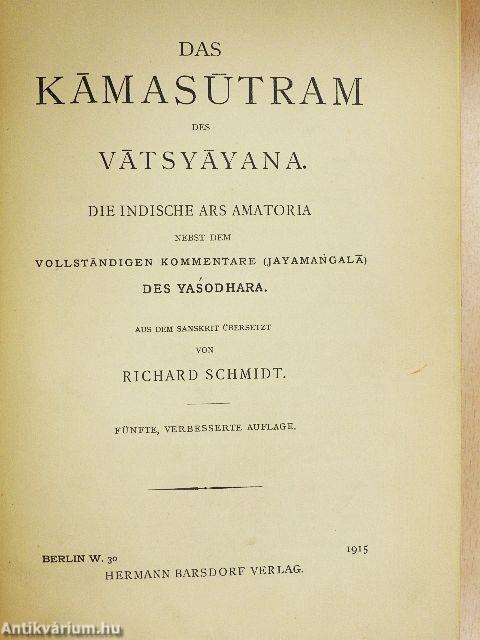 DAS
KĀMASŪTRAM
DES
VĀTSYĀYANA.
DIE INDISCHE ARS AMATORIA
NEBST DEM
VOLLSTÄNDIGEN KOMMENTARE (JAYAMAṄGALĀ)
DES YAŚODHARA.
AUS DEM SANSKRIT ÜBERSETZT
VON
RICHARD SCHMIDT.
FÜNFTE, VERBESSERTE AUFLAGE.
BERLIN W. 30 1915
HERMANN BARSDORF VERLAG.
Antikvárium.hu